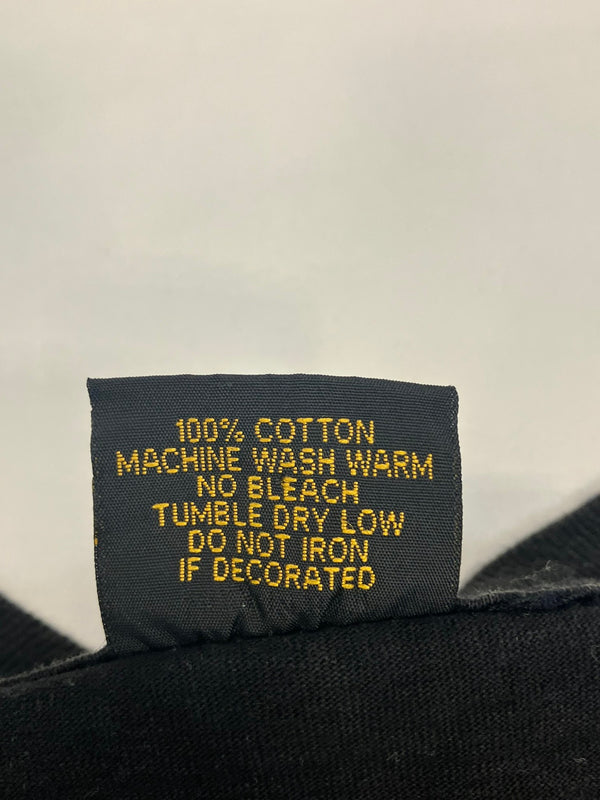 100% COTTON
MACHINE WASH WARM
NO BLEACH
TUMBLE DRY LOW
DO NOT IRON
IF DECORATED